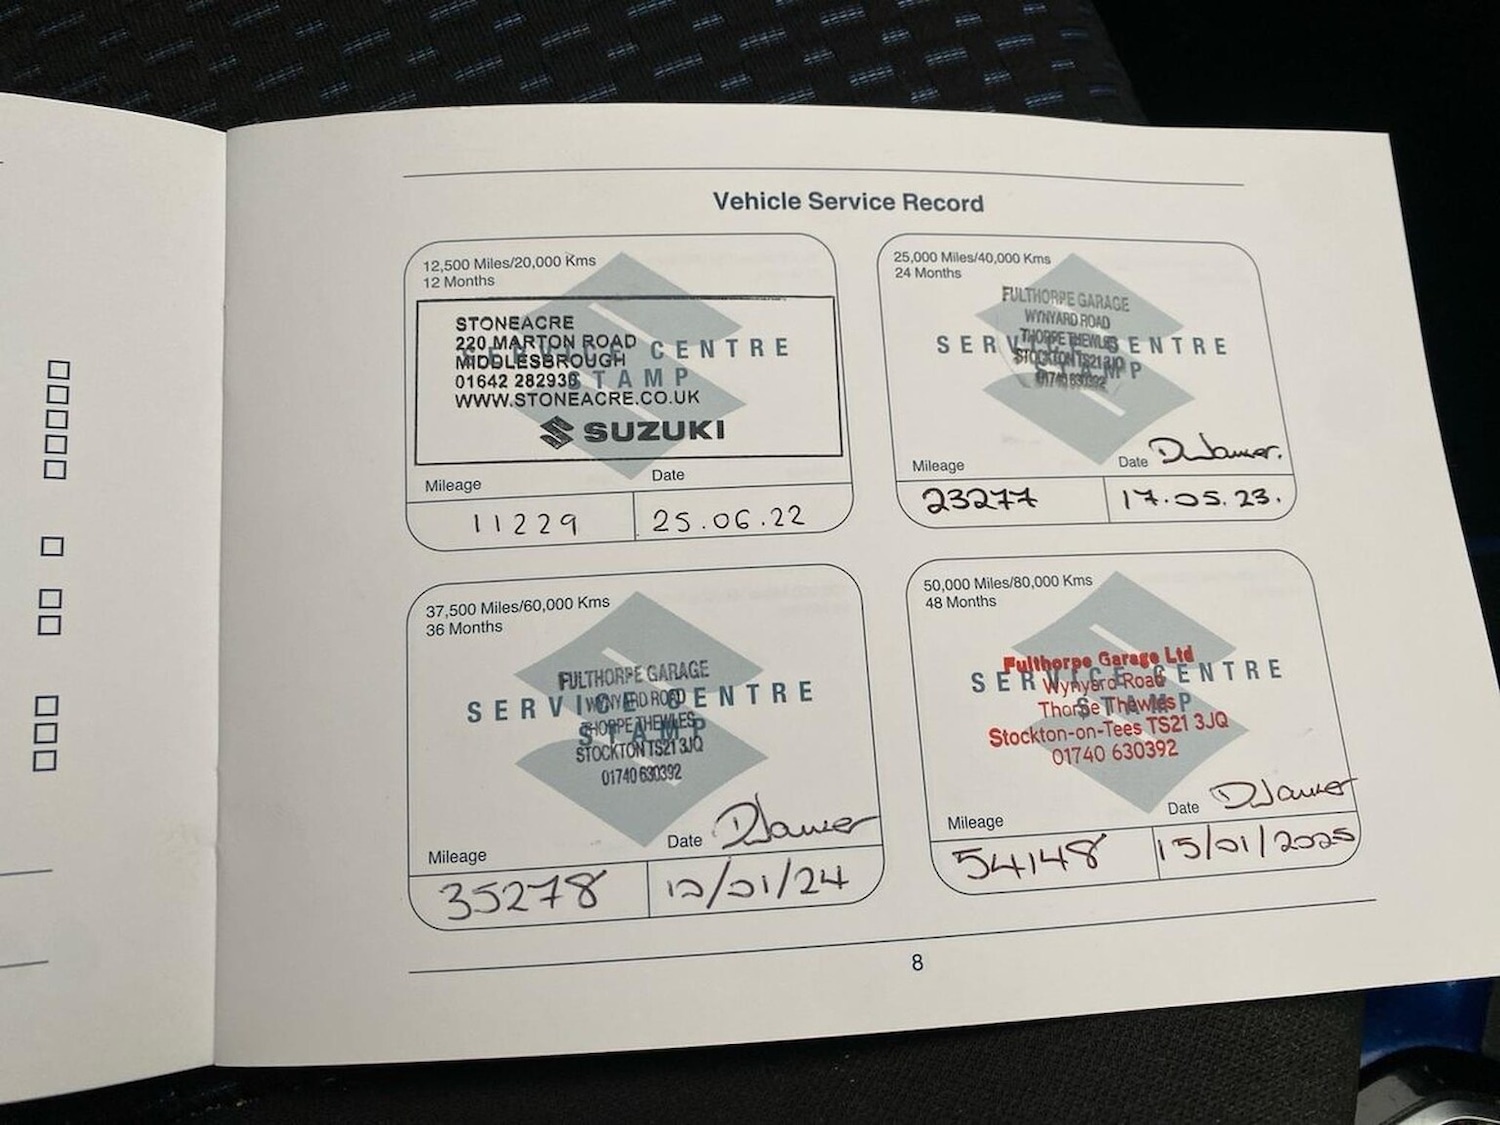 Vehicle Service Record
12,500 Miles/20,000 Kms
12 Months
SERVICE CENTRE
STAMP
STONEACRE
220 MARTON ROAD
MIDDLESBROUGH
01642 282930
WWW.STONEACRE.CO.UK
SUZUKI
Mileage
Date
11229
25.06.22
25,000 Miles/40,000 Kms
24 Months
SERVICE CENTRE
STAMP
FULTHORPE GARAGE
WYNYARD ROAD
THORPE THEWLES
STOCKTON TS21 3JQ
01740 630392
Mileage
Date
23277
17.05.23.
37,500 Miles/60,000 Kms
36 Months
SERVICE CENTRE
STAMP
FULTHORPE GARAGE
WYNYARD ROAD
THORPE THEWLES
STOCKTON TS21 3JQ
01740 630392
Mileage
Date
35278
12/01/24
50,000 Miles/80,000 Kms
48 Months
SERVICE CENTRE
STAMP
Fulthorpe Garage Ltd
Wynyard Road
Thorpe Thewles
Stockton-on-Tees TS21 3JQ
01740 630392
Mileage
Date
54148
15/01/2025
8